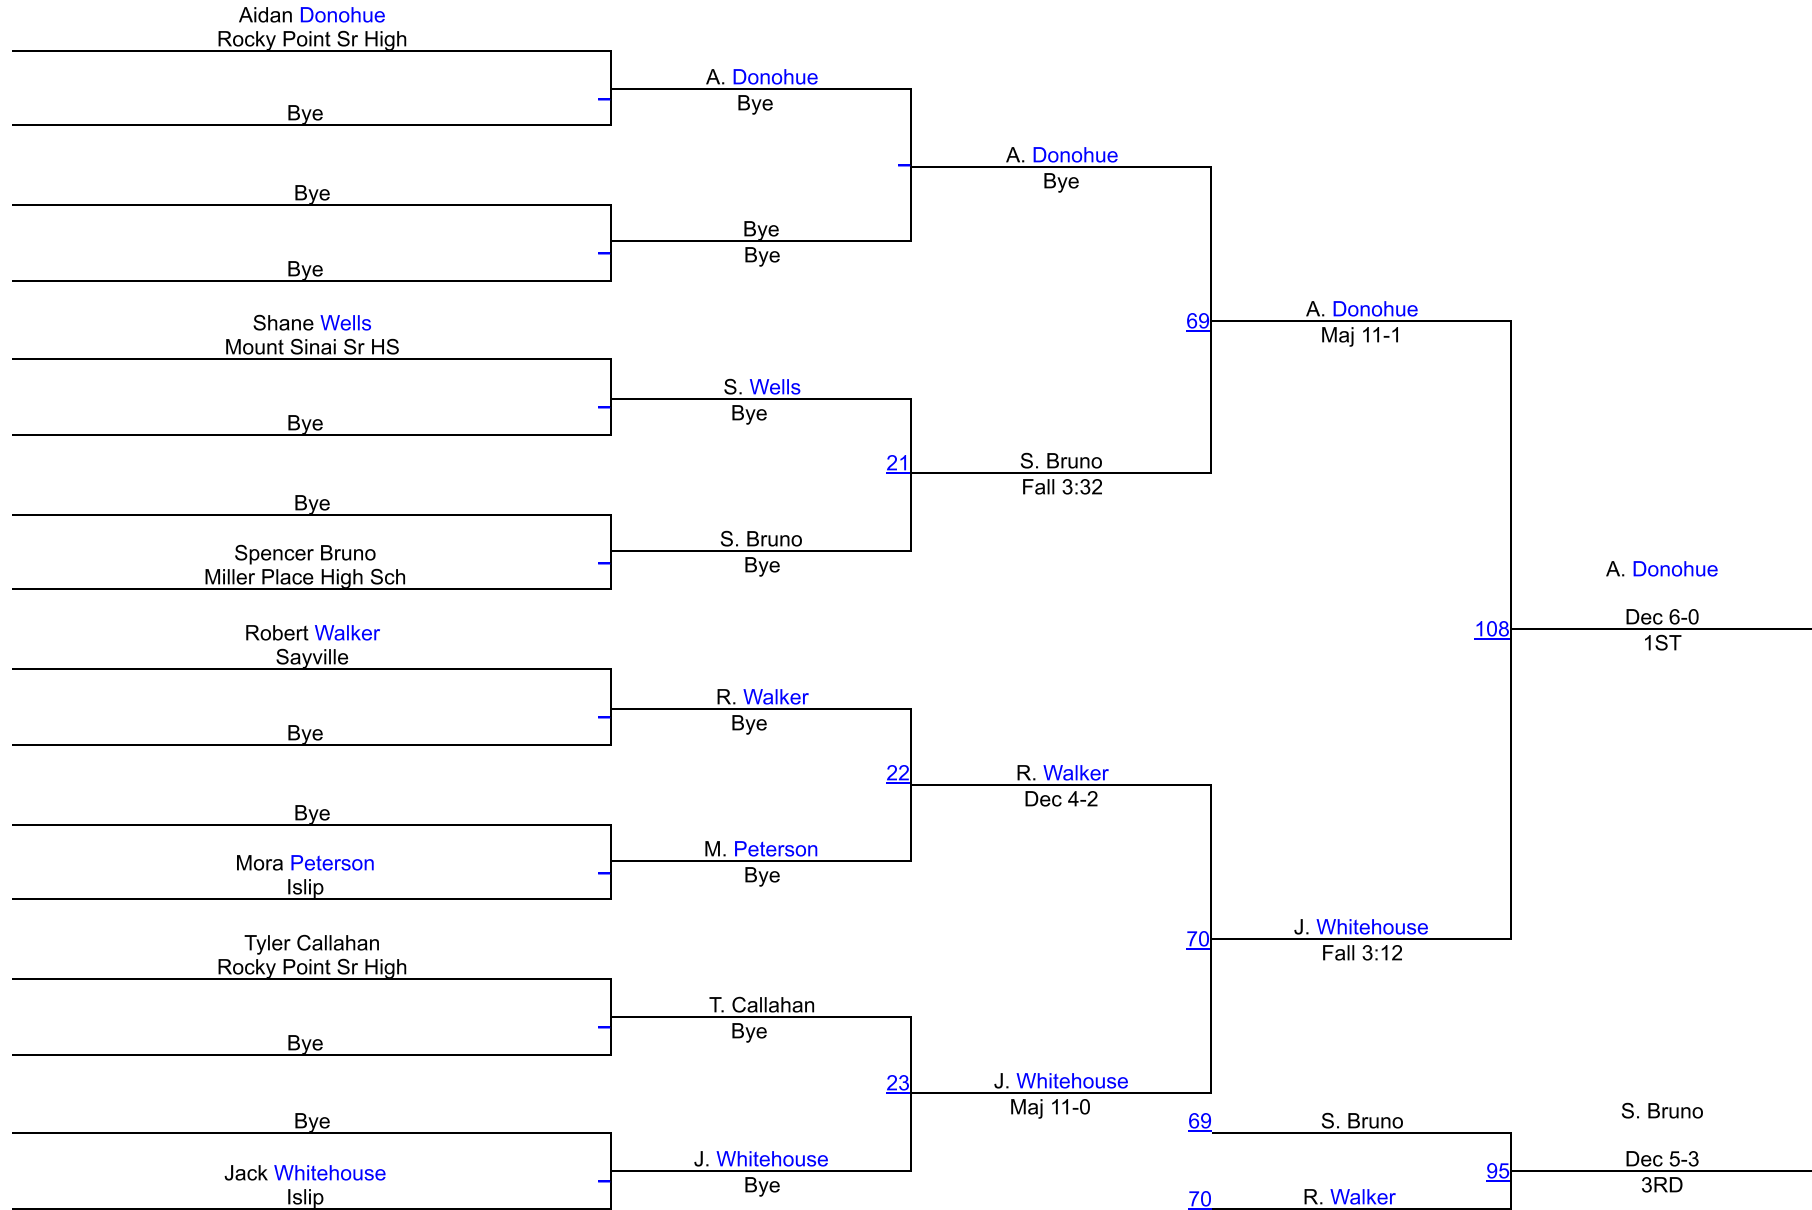 Aidan Donohue
Rocky Point Sr High
Bye
Bye
Bye
Shane Wells
Mount Sinai Sr HS
Bye
Bye
Spencer Bruno
Miller Place High Sch
Robert Walker
Sayville
Bye
Bye
Mora Peterson
Islip
Tyler Callahan
Rocky Point Sr High
Bye
Bye
Jack Whitehouse
Islip
A. Donohue
Bye
Bye
Bye
S. Wells
Bye
21
S. Bruno
Bye
R. Walker
Bye
22
M. Peterson
Bye
T. Callahan
Bye
23
J. Whitehouse
Bye
A. Donohue
Bye
69
S. Bruno
Fall 3:32
R. Walker
Dec 4-2
70
J. Whitehouse
Maj 11-0
A. Donohue
Maj 11-1
108
J. Whitehouse
Fall 3:12
A. Donohue
Dec 6-0
1ST
69
S. Bruno
95
70
R. Walker
S. Bruno
Dec 5-3
3RD